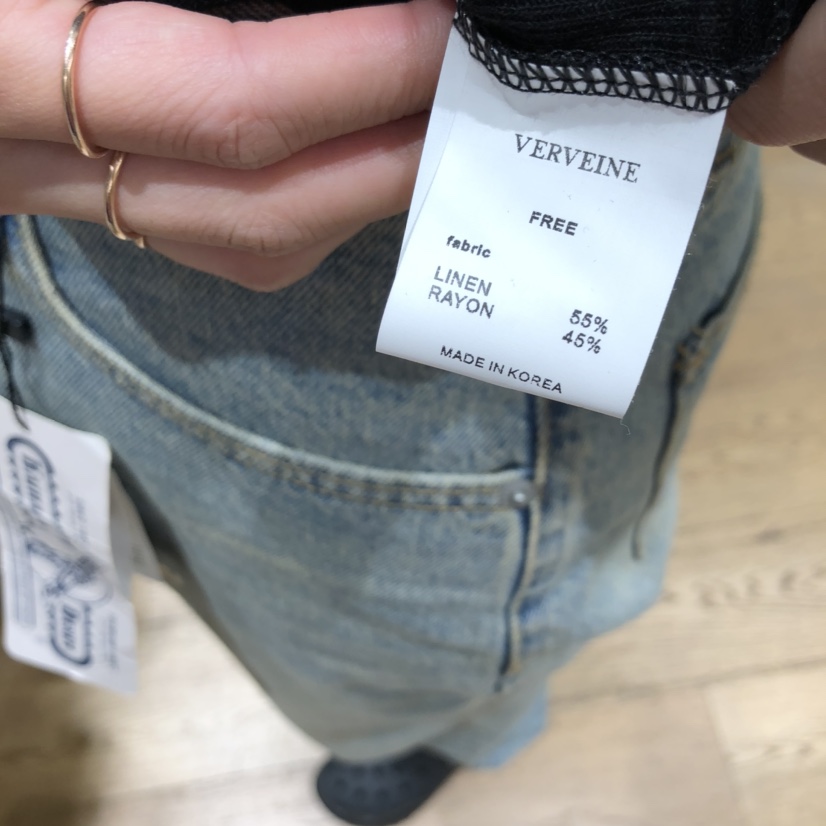 VERVEINE
FREE
fabric
LINEN 55%
RAYON 45%
MADE IN KOREA